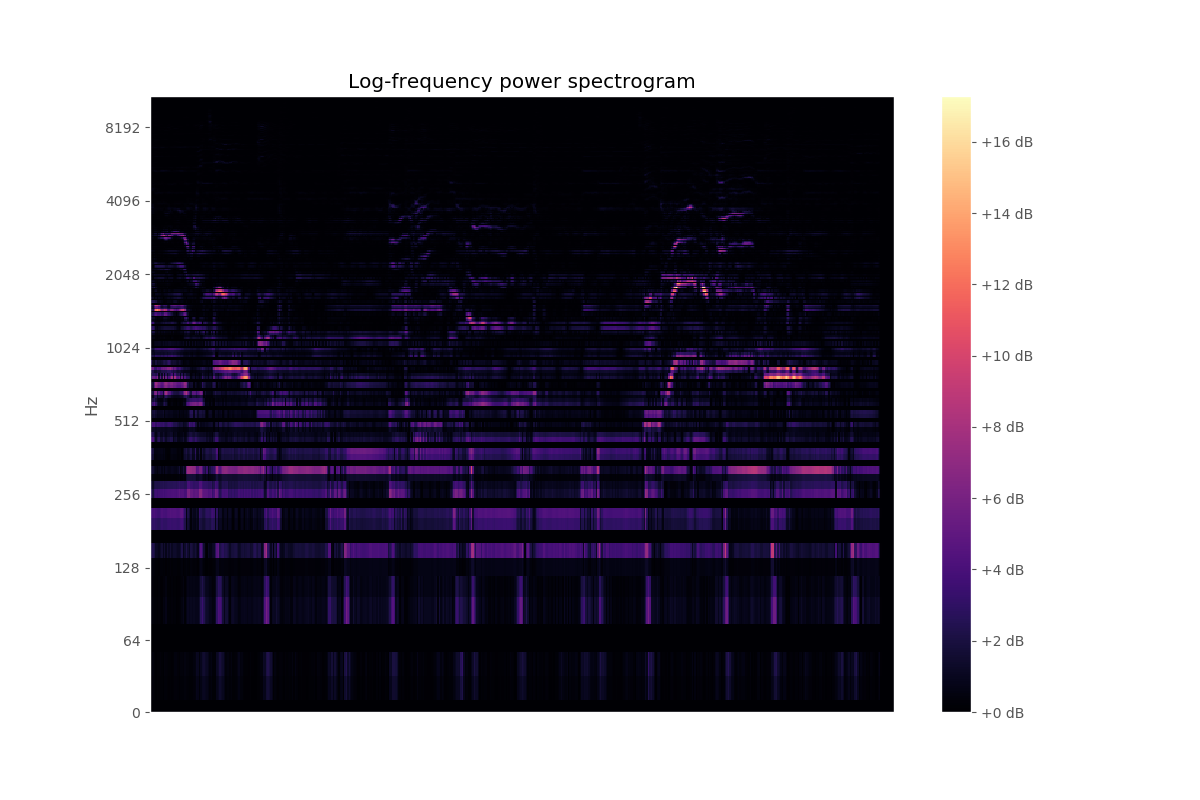 Log-frequency power spectrogram
Hz
8192
4096
2048
1024
512
256
128
64
0
+16 dB
+14 dB
+12 dB
+10 dB
+8 dB
+6 dB
+4 dB
+2 dB
+0 dB